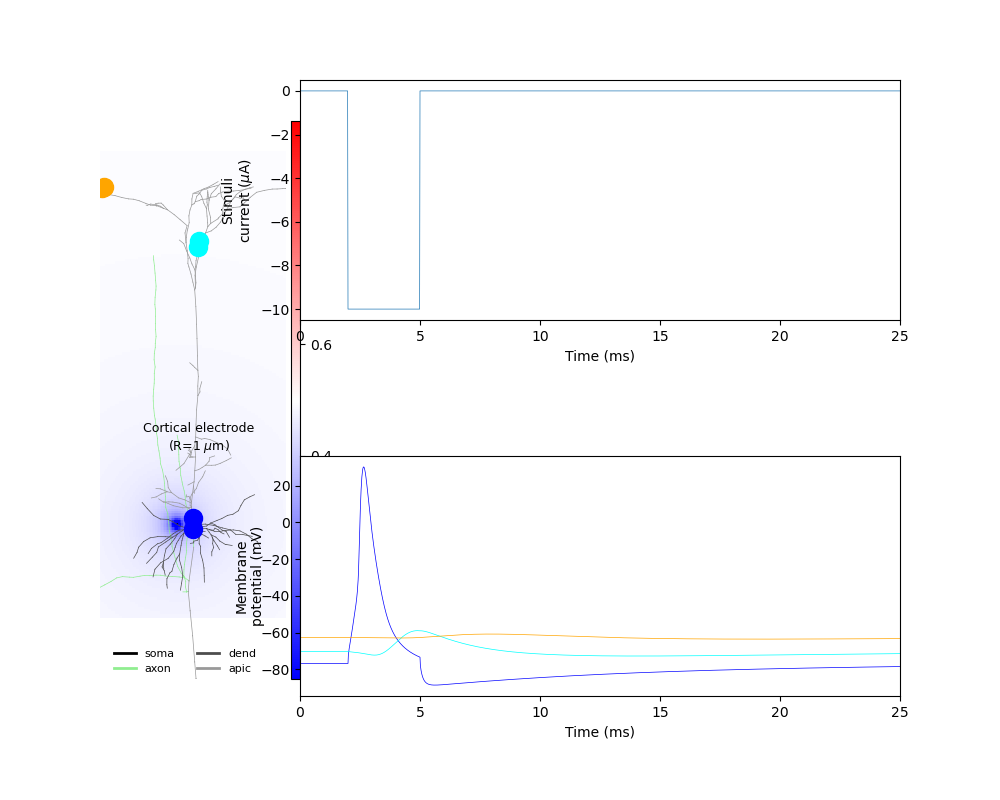 0
−2
−4
−6
−8
−10
Stimuli
current (μA)
0 5 10 15 20 25
Time (ms)
0.6
0.4
Cortical electrode
(R=1 μm)
20
0
−20
−40
−60
−80
Membrane
potential (mV)
0 5 10 15 20 25
Time (ms)
soma dend
axon apic